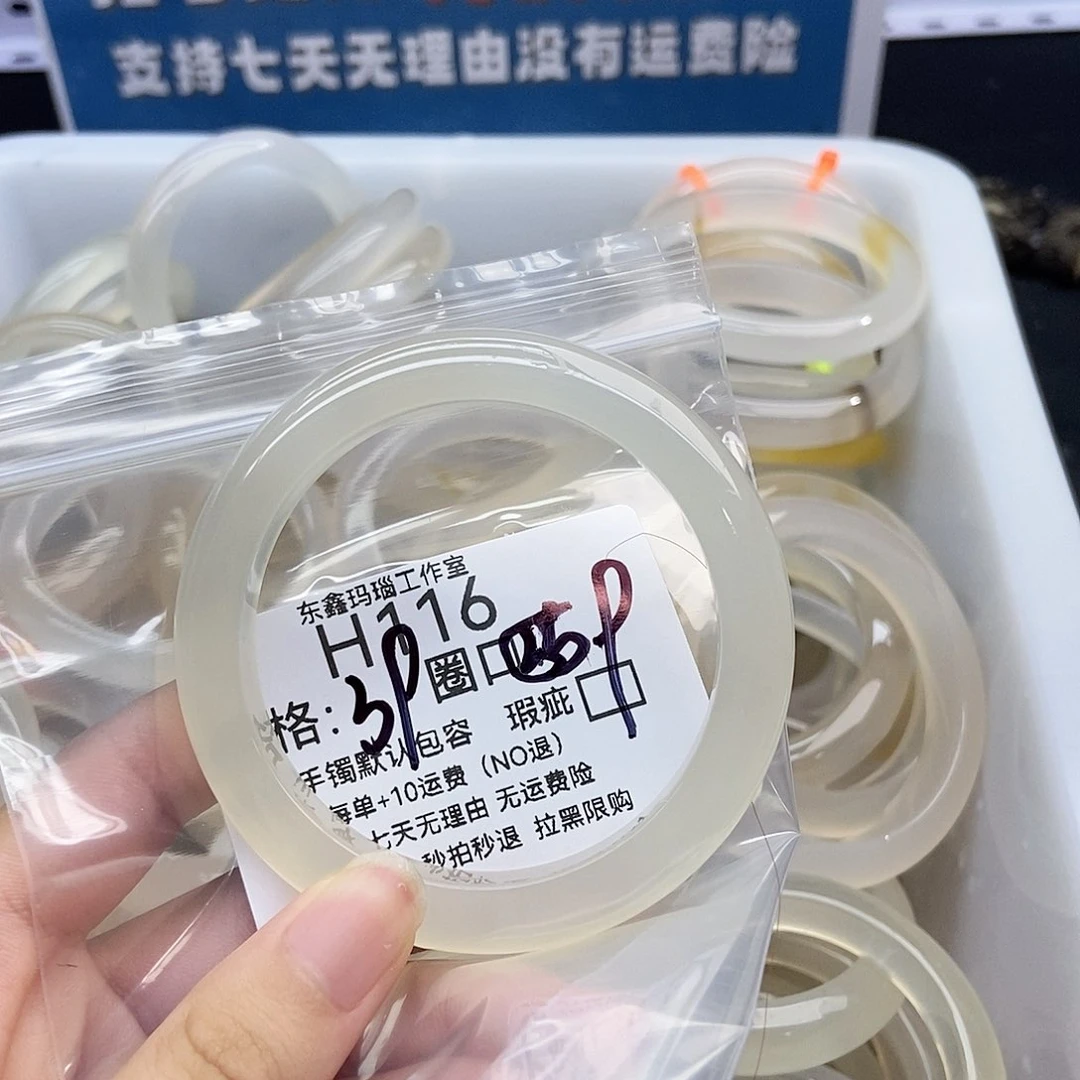 支持七天无理由没有运费险
东鑫玛瑙工作室
H116
格： 圈口
瑕疵
手镯默认包容
每单+10运费（NO退）
七天无理由 无运费险
秒拍秒退 拉黑限购